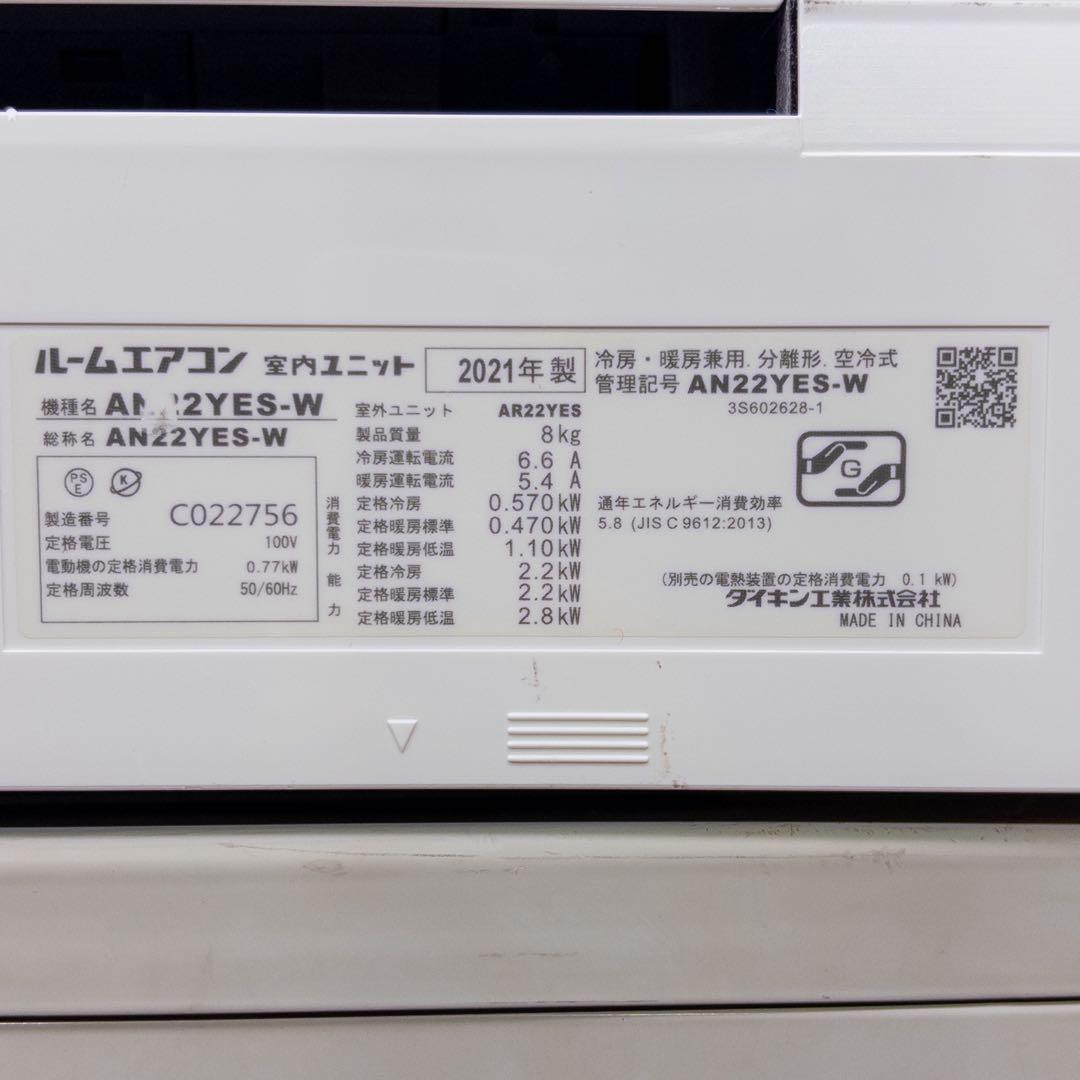 ルームエアコン 室内ユニット 2021年 製
機種名 22YES-W
総称名 AN22YES-W
PS
E
K
製造番号 C022756
定格電圧 100V
電動機の定格消費電力 0.77kW
定格周波数 50/60Hz
室外ユニット AR22YES
製品質量 8kg
冷房運転電流 6.6 A
暖房運転電流 5.4 A
消費電力
定格冷房 0.570kW
定格暖房標準 0.470kW
定格暖房低温 1.10kW
能力
定格冷房 2.2kW
定格暖房標準 2.2kW
定格暖房低温 2.8kW
冷房・暖房兼用.分離形.空冷式
管理記号 AN22YES-W
3S602628-1
G
通年エネルギー消費効率
5.8 (JIS C 9612:2013)
(別売の電熱装置の定格消費電力 0.1 kW)
ダイキン工業株式会社
MADE IN CHINA